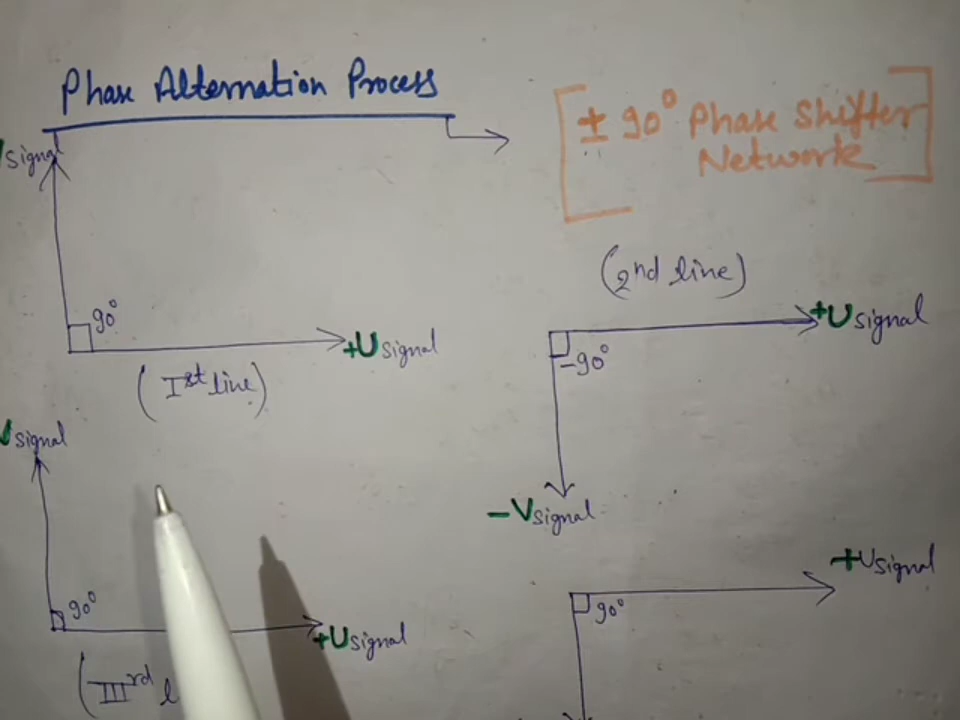 Phase Alternation Process
± 90° Phase Shifter
Network
V signal
90°
+U signal
(Ist line)
(2nd line)
+U signal
-90°
-V signal
V signal
90°
+U signal
(IIIrd l
+U signal
90°